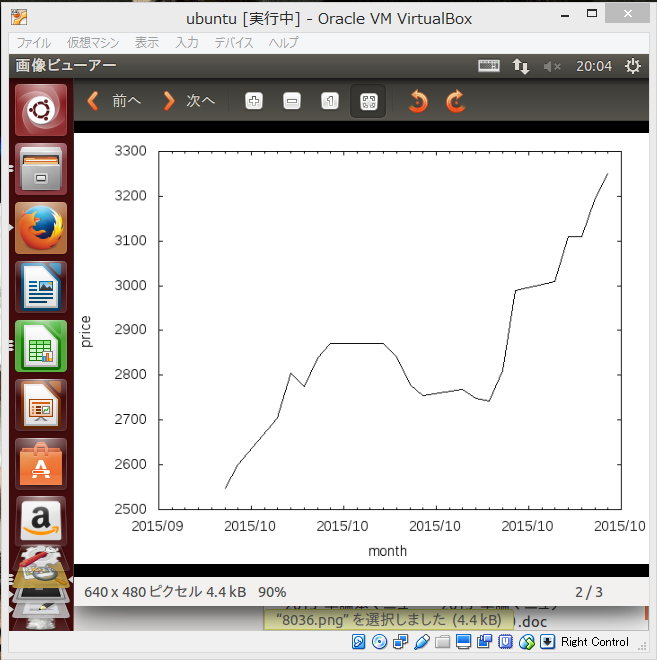 ubuntu [実行中] - Oracle VM VirtualBox
ファイル 仮想マシン 表示 入力 デバイス ヘルプ
画像ビューアー 20:04
前へ 次へ
3300
3200
3100
3000
2900
2800
2700
2600
2500
price
2015/09 2015/10 2015/10 2015/10 2015/10 2015/10
month
640 x 480 ピクセル 4.4 kB 90% 2 / 3
“8036.png” を選択しました (4.4 kB) ).doc
Right Control